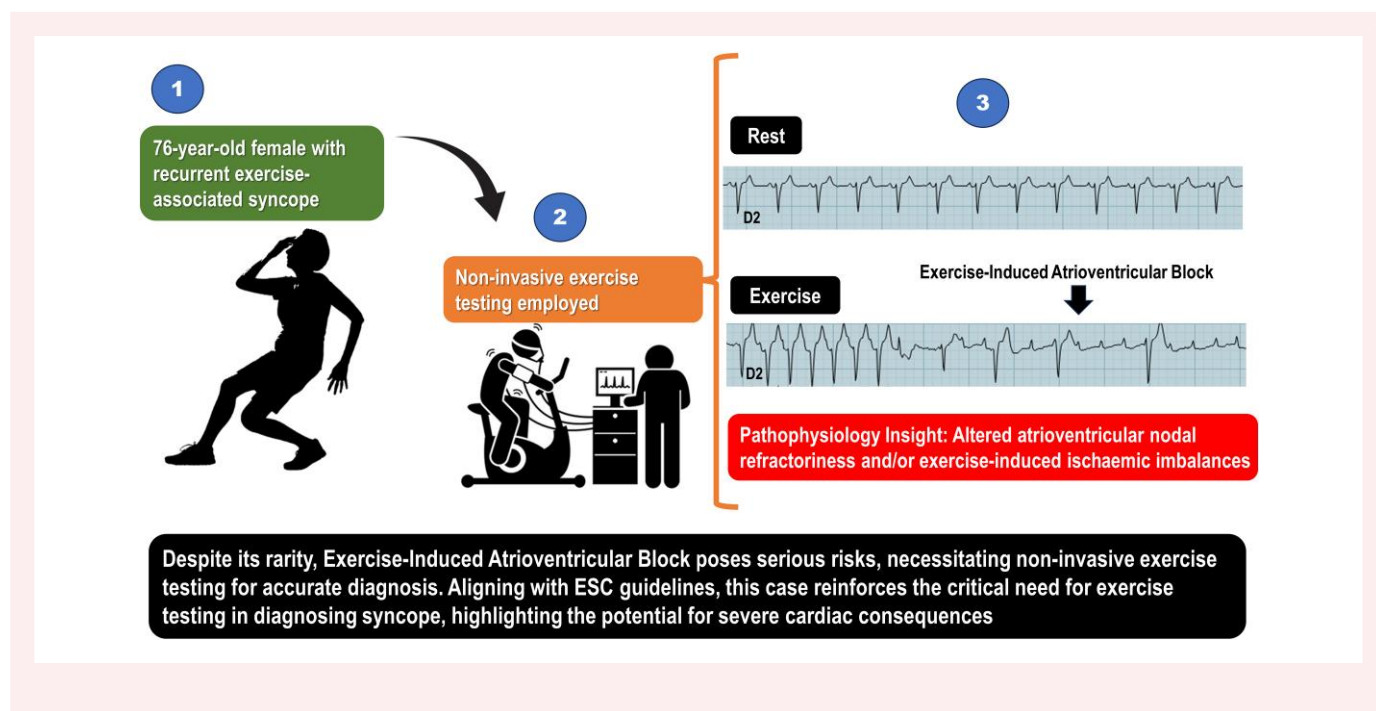 1
76-year-old female with
recurrent exercise-
associated syncope
2
Non-invasive exercise
testing employed
3
Rest
D2
Exercise-Induced Atrioventricular Block
Exercise
D2
Pathophysiology Insight: Altered atrioventricular nodal
refractoriness and/or exercise-induced ischaemic imbalances
Despite its rarity, Exercise-Induced Atrioventricular Block poses serious risks, necessitating non-invasive exercise
testing for accurate diagnosis. Aligning with ESC guidelines, this case reinforces the critical need for exercise
testing in diagnosing syncope, highlighting the potential for severe cardiac consequences